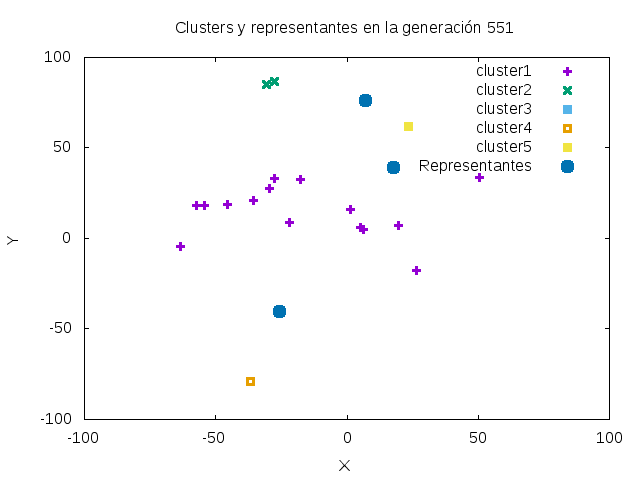 Clusters y representantes en la generación 551
100
50
0
-50
-100
-100
-50
0
50
100
Y
X
cluster1
cluster2
cluster3
cluster4
cluster5
Representantes